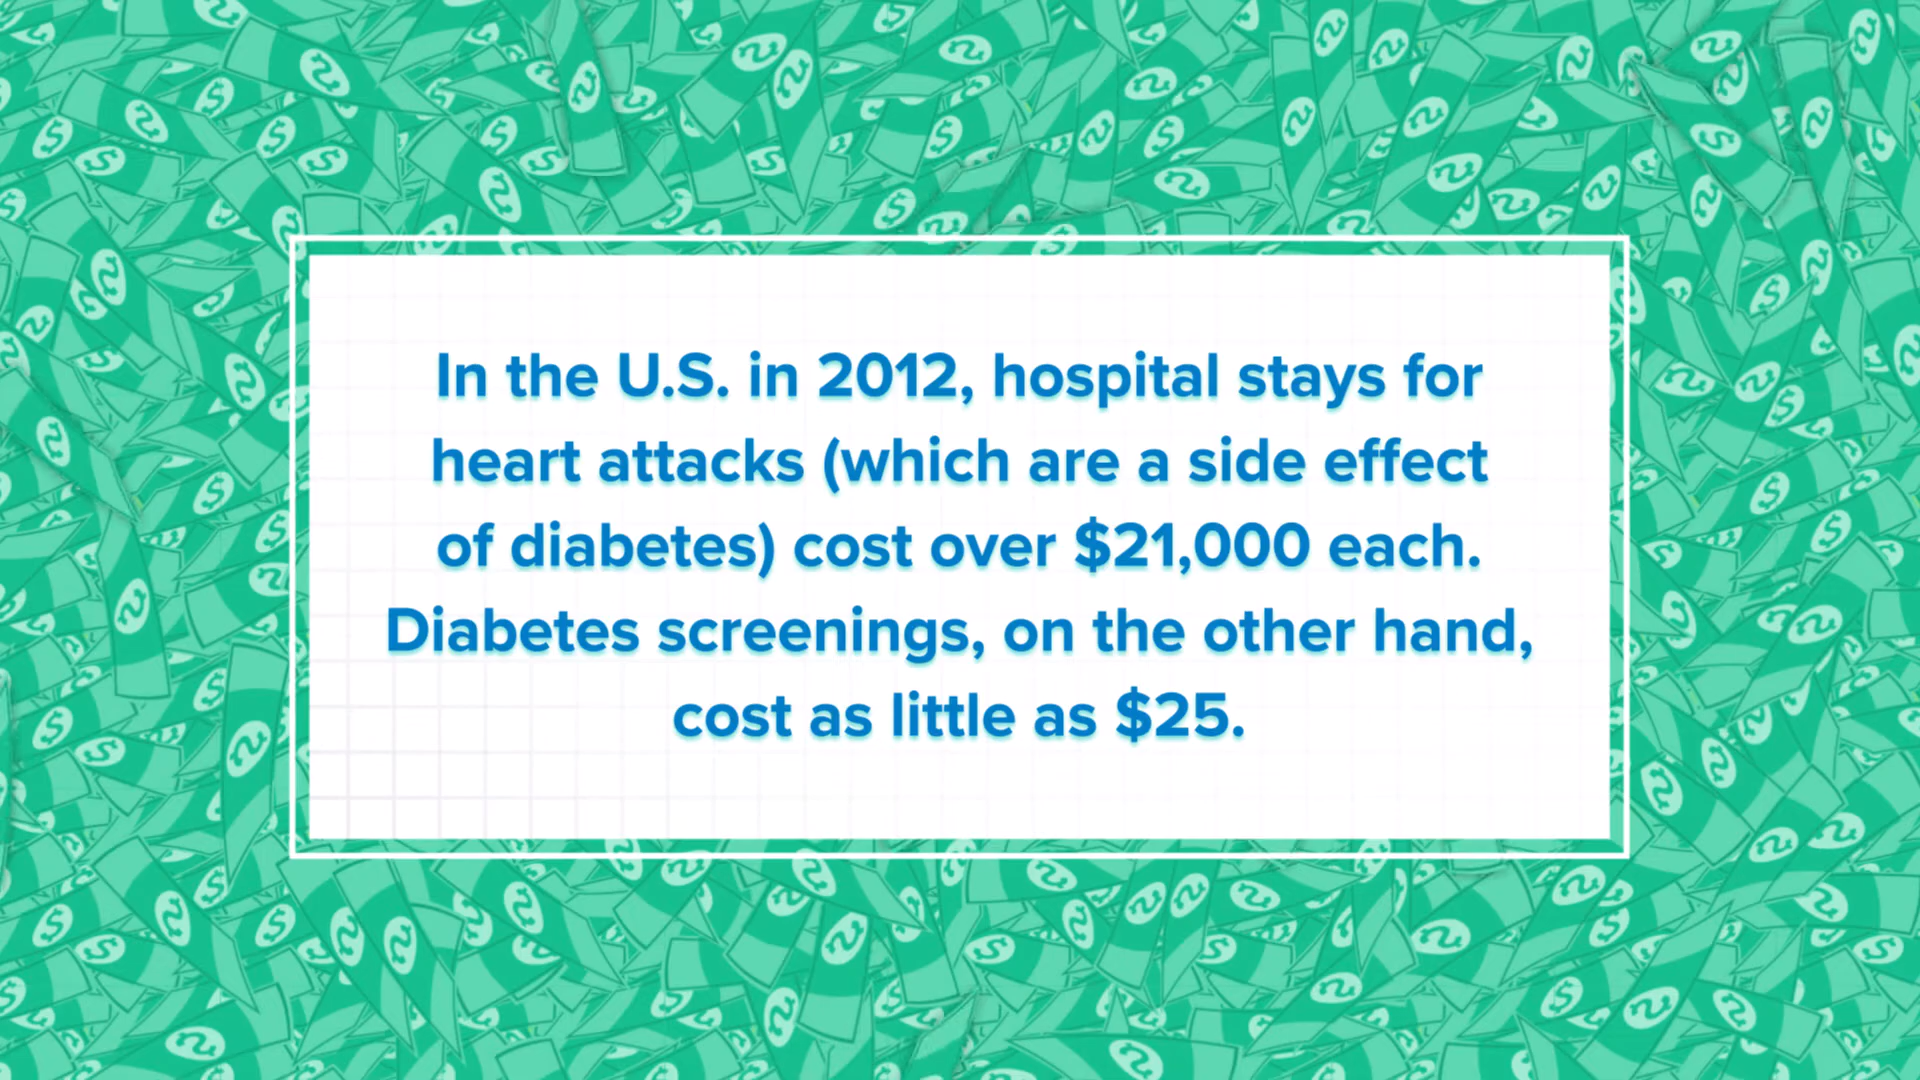 In the U.S. in 2012, hospital stays for
heart attacks (which are a side effect
of diabetes) cost over $21,000 each.
Diabetes screenings, on the other hand,
cost as little as $25.